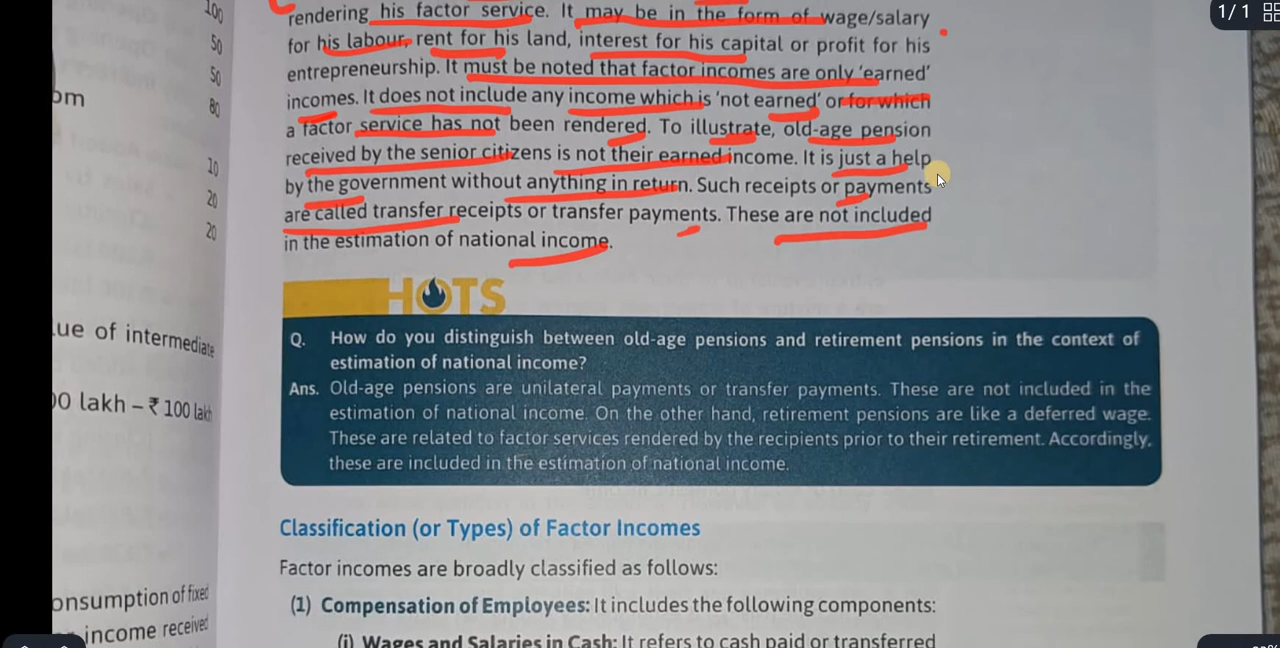 1/1
100
rendering his factor service. It may be in the form of wage/salary
50
for his labour, rent for his land, interest for his capital or profit for his
50
entrepreneurship. It must be noted that factor incomes are only 'earned'
80
incomes. It does not include any income which is 'not earned' or for which
a factor service has not been rendered. To illustrate, old-age pension
10
received by the senior citizens is not their earned income. It is just a help
20
by the government without anything in return. Such receipts or payments
20
are called transfer receipts or transfer payments. These are not included
in the estimation of national income.
HOTS
Q. How do you distinguish between old-age pensions and retirement pensions in the context of
estimation of national income?
Ans. Old-age pensions are unilateral payments or transfer payments. These are not included in the
estimation of national income. On the other hand, retirement pensions are like a deferred wage.
These are related to factor services rendered by the recipients prior to their retirement. Accordingly,
these are included in the estimation of national income.
of intermediate
lakh – ₹ 100 lakh
Classification (or Types) of Factor Incomes
Factor incomes are broadly classified as follows:
(1) Compensation of Employees: It includes the following components:
(i) Wages and Salaries in Cash: It refers to cash paid or transferred
of fixed
income received